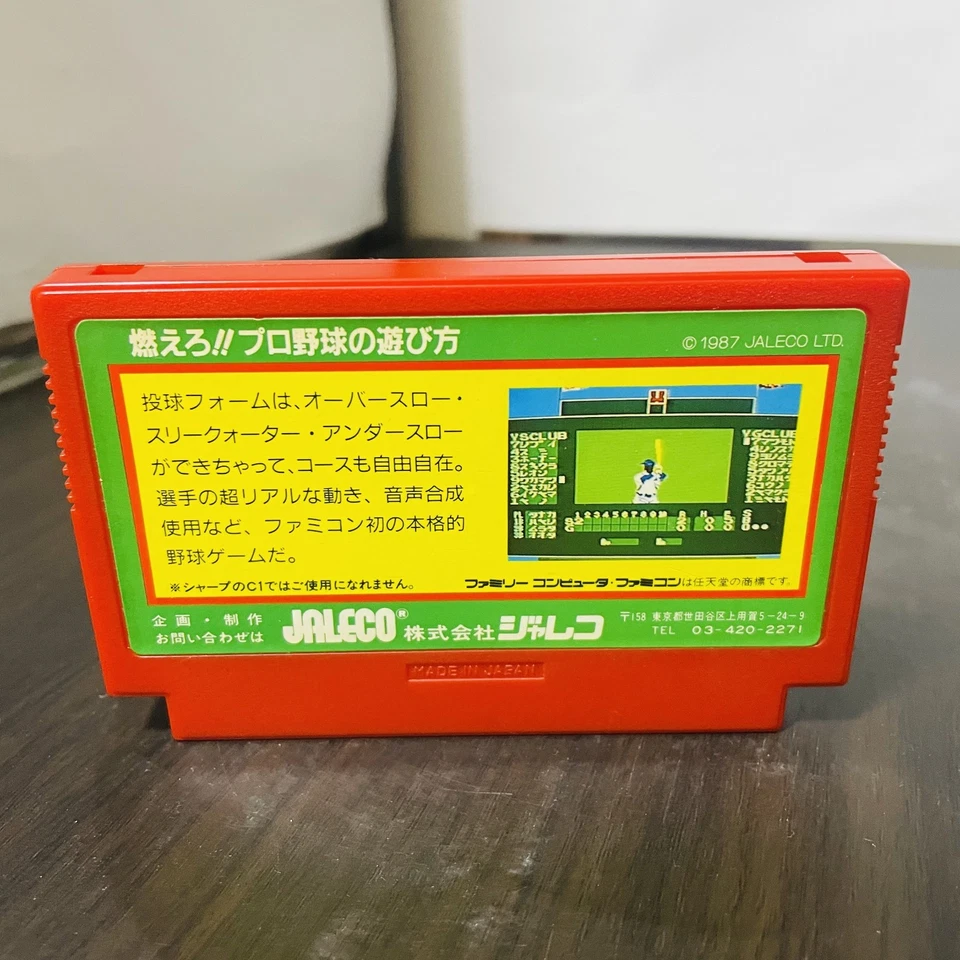 燃えろ!!プロ野球の遊び方
© 1987 JALECO LTD.
投球フォームは、オーバースロー・
スリークォーター・アンダースロー
ができちゃって、コースも自由自在。
選手の超リアルな動き、音声合成
使用など、ファミコン初の本格的
野球ゲームだ。
※シャープのC1ではご使用になれません。
YSCLUB
YGCLUB
123456789
R H E
ファミリー コンピュータ・ファミコンは任天堂の商標です。
企画・制作
お問い合わせは
JALECO® 株式会社ジャレコ
〒158 東京都世田谷区上用賀5-24-9
TEL 03-420-2271
MADE IN JAPAN